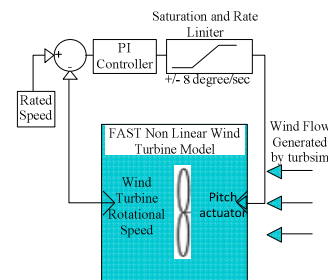 Saturation and Rate
Liniter
PI
Controller
+/- 8 degree/sec
Rated
Speed
-
FAST Non Linear Wind
Turbine Model
Wind Flow
Generated
by turbsim
Wind
Turbine
Rotational
Speed
Pitch
actuator